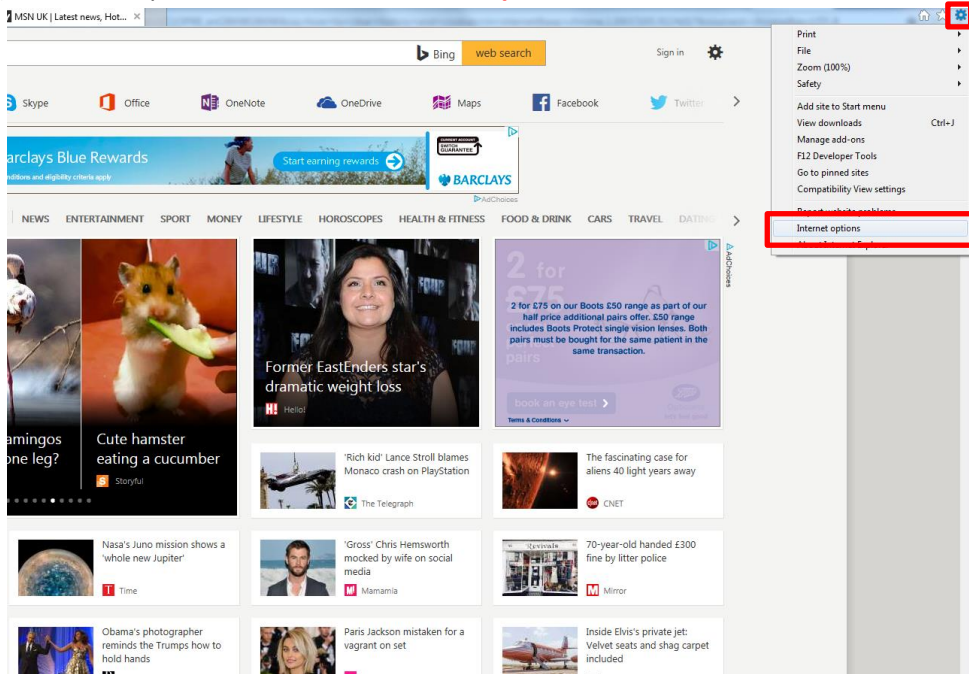 MSN UK | Latest news, Hot...
Bing
web search
Sign in
Skype
Office
OneNote
OneDrive
Maps
Facebook
Twitter
arclays Blue Rewards
nditions and eligibility criteria apply
Start earning rewards
CURRENT ACCOUNT
SWITCH
GUARANTEE
BARCLAYS
AdChoices
NEWS
ENTERTAINMENT
SPORT
MONEY
LIFESTYLE
HOROSCOPES
HEALTH & FITNESS
FOOD & DRINK
CARS
TRAVEL
DATING
Print
File
Zoom (100%)
Safety
Add site to Start menu
View downloads Ctrl+J
Manage add-ons
F12 Developer Tools
Go to pinned sites
Compatibility View settings
Report website problems
Internet options
amingos
one leg?
Cute hamster
eating a cucumber
Storyful
Former EastEnders star's
dramatic weight loss
H!
Hello!
2 for
£75
2 for £75 on our Boots £50 range as part of our
half price additional pairs offer. £50 range
includes Boots Protect single vision lenses. Both
pairs must be bought for the same patient in the
same transaction.
pairs
book an eye test
Terms & Conditions
AdChoices
'Rich kid' Lance Stroll blames
Monaco crash on PlayStation
The Telegraph
The fascinating case for
aliens 40 light years away
CNET
Nasa's Juno mission shows a
'whole new Jupiter'
Time
'Gross' Chris Hemsworth
mocked by wife on social
media
Mamamia
Revivals
70-year-old handed £300
fine by litter police
Mirror
Obama's photographer
reminds the Trumps how to
hold hands
Paris Jackson mistaken for a
vagrant on set
Inside Elvis's private jet:
Velvet seats and shag carpet
included